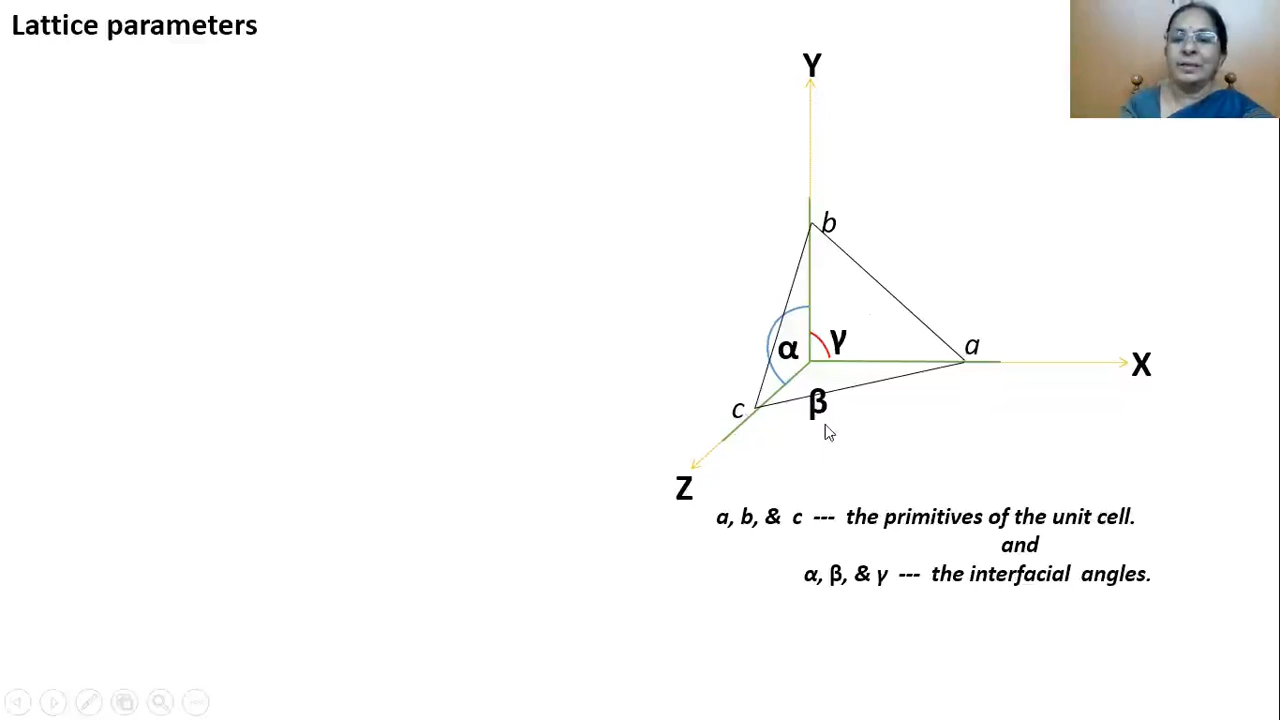 Lattice parameters
Y
b
α
γ
a
X
β
c
Z
a, b, & c --- the primitives of the unit cell.
and
α, β, & γ --- the interfacial angles.